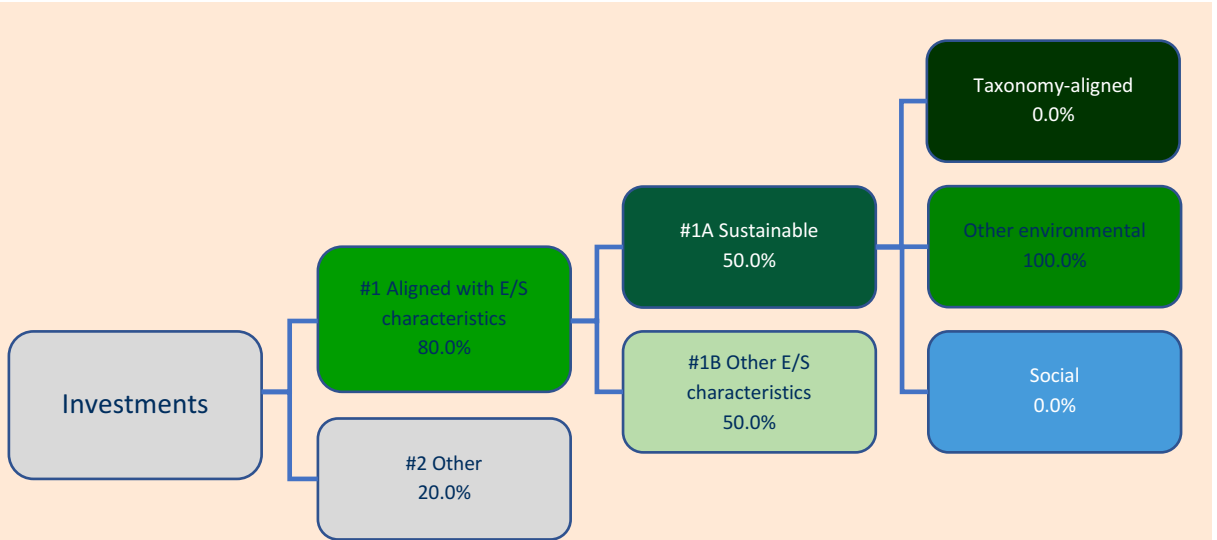 Investments
#1 Aligned with E/S
characteristics
80.0%
#2 Other
20.0%
#1A Sustainable
50.0%
#1B Other E/S
characteristics
50.0%
Taxonomy-aligned
0.0%
Other environmental
100.0%
Social
0.0%